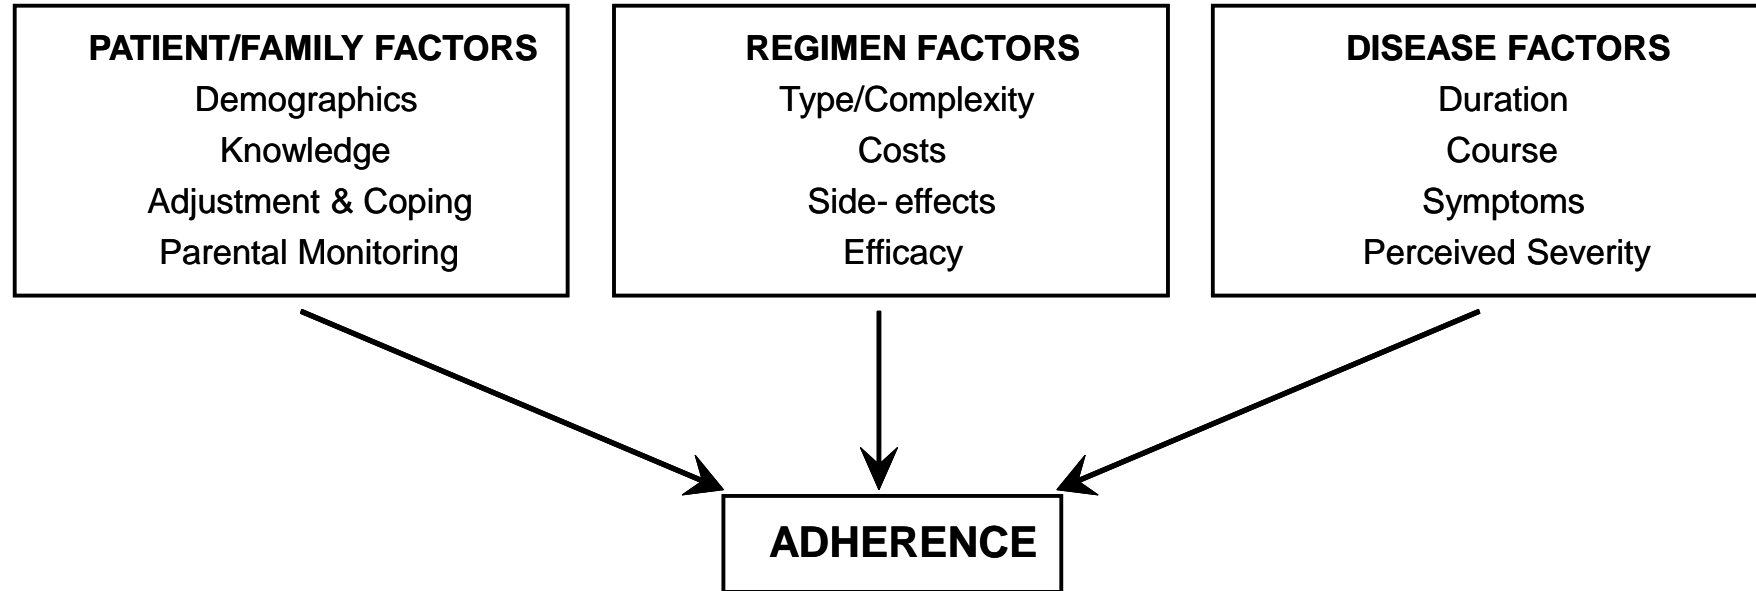 PATIENT/FAMILY FACTORS
Demographics
Knowledge
Adjustment & Coping
Parental Monitoring
REGIMEN FACTORS
Type/Complexity
Costs
Side- effects
Efficacy
DISEASE FACTORS
Duration
Course
Symptoms
Perceived Severity
ADHERENCE